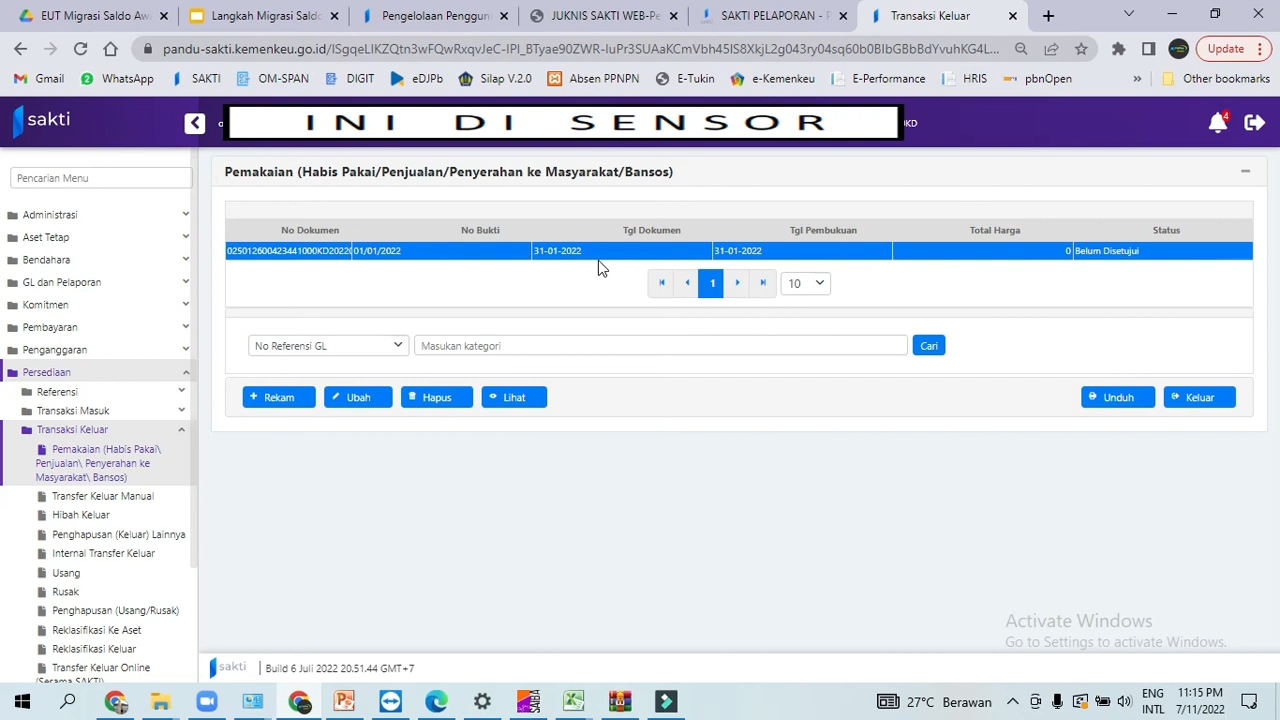 EUT Migrasi Saldo Aw
Langkah Migrasi Saldo
Pengelolaan Penggun
JUKNIS SAKTI WEB-Pe
SAKTI PELAPORAN - P
Transaksi Keluar
Update
Gmail
WhatsApp
SAKTI
OM-SPAN
DIGIT
eDJPb
Silap V.2.0
Absen PPNPN
E-Tukin
e-Kemenkeu
E-Performance
HRIS
pbnOpen
Other bookmarks
sakti
INI DI SENSOR
4
Pencarian Menu
Administrasi
Aset Tetap
Bendahara
GL dan Pelaporan
Komitmen
Pembayaran
Penganggaran
Persediaan
Referensi
Transaksi Masuk
Transaksi Keluar
Pemakaian (Habis Pakai\
Penjualan\ Penyerahan ke
Masyarakat\ Bansos)
Transfer Keluar Manual
Hibah Keluar
Penghapusan (Keluar) Lainnya
Internal Transfer Keluar
Usang
Rusak
Penghapusan (Usang/Rusak)
Reklasifikasi Ke Aset
Reklasifikasi Keluar
Transfer Keluar Online
(Sesama SAKTI)
Pemakaian (Habis Pakai/Penjualan/Penyerahan ke Masyarakat/Bansos)
No Dokumen No Bukti Tgl Dokumen Tgl Pembukuan Total Harga Status
01/01/2022 31-01-2022 31-01-2022 0 Belum Disetujui
1
10
No Referensi GL Masukan kategori Cari
Rekam Ubah Hapus Lihat Unduh Keluar
Activate Windows
Go to Settings to activate Windows.
sakti Build 6 Juli 2022 20.51.44 GMT+7
27°C Berawan
ENG
INTL
11:15 PM
7/11/2022